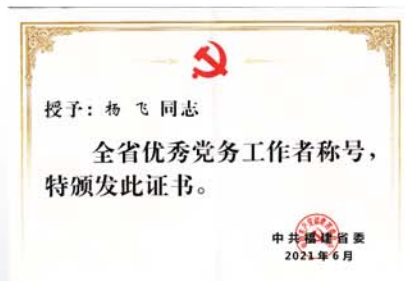 授予：杨 飞 同志
全省优秀党务工作者称号，
特颁发此证书。
中共福建省委
2021年6月